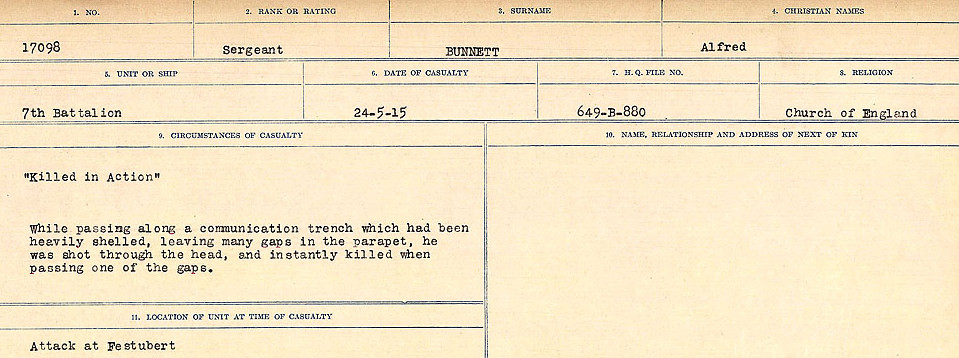 1. NO. 2. RANK OR RATING 3. SURNAME 4. CHRISTIAN NAMES
17098 Sergeant BUNNETT Alfred
5. UNIT OR SHIP 6. DATE OF CASUALTY 7. H. Q. FILE NO. 8. RELIGION
7th Battalion 24-5-15 649-B-880 Church of England
9. CIRCUMSTANCES OF CASUALTY
"Killed in Action"
While passing along a communication trench which had been
heavily shelled, leaving many gaps in the parapet, he
was shot through the head, and instantly killed when
passing one of the gaps.
10. NAME, RELATIONSHIP AND ADDRESS OF NEXT OF KIN
11. LOCATION OF UNIT AT TIME OF CASUALTY
Attack at Festubert